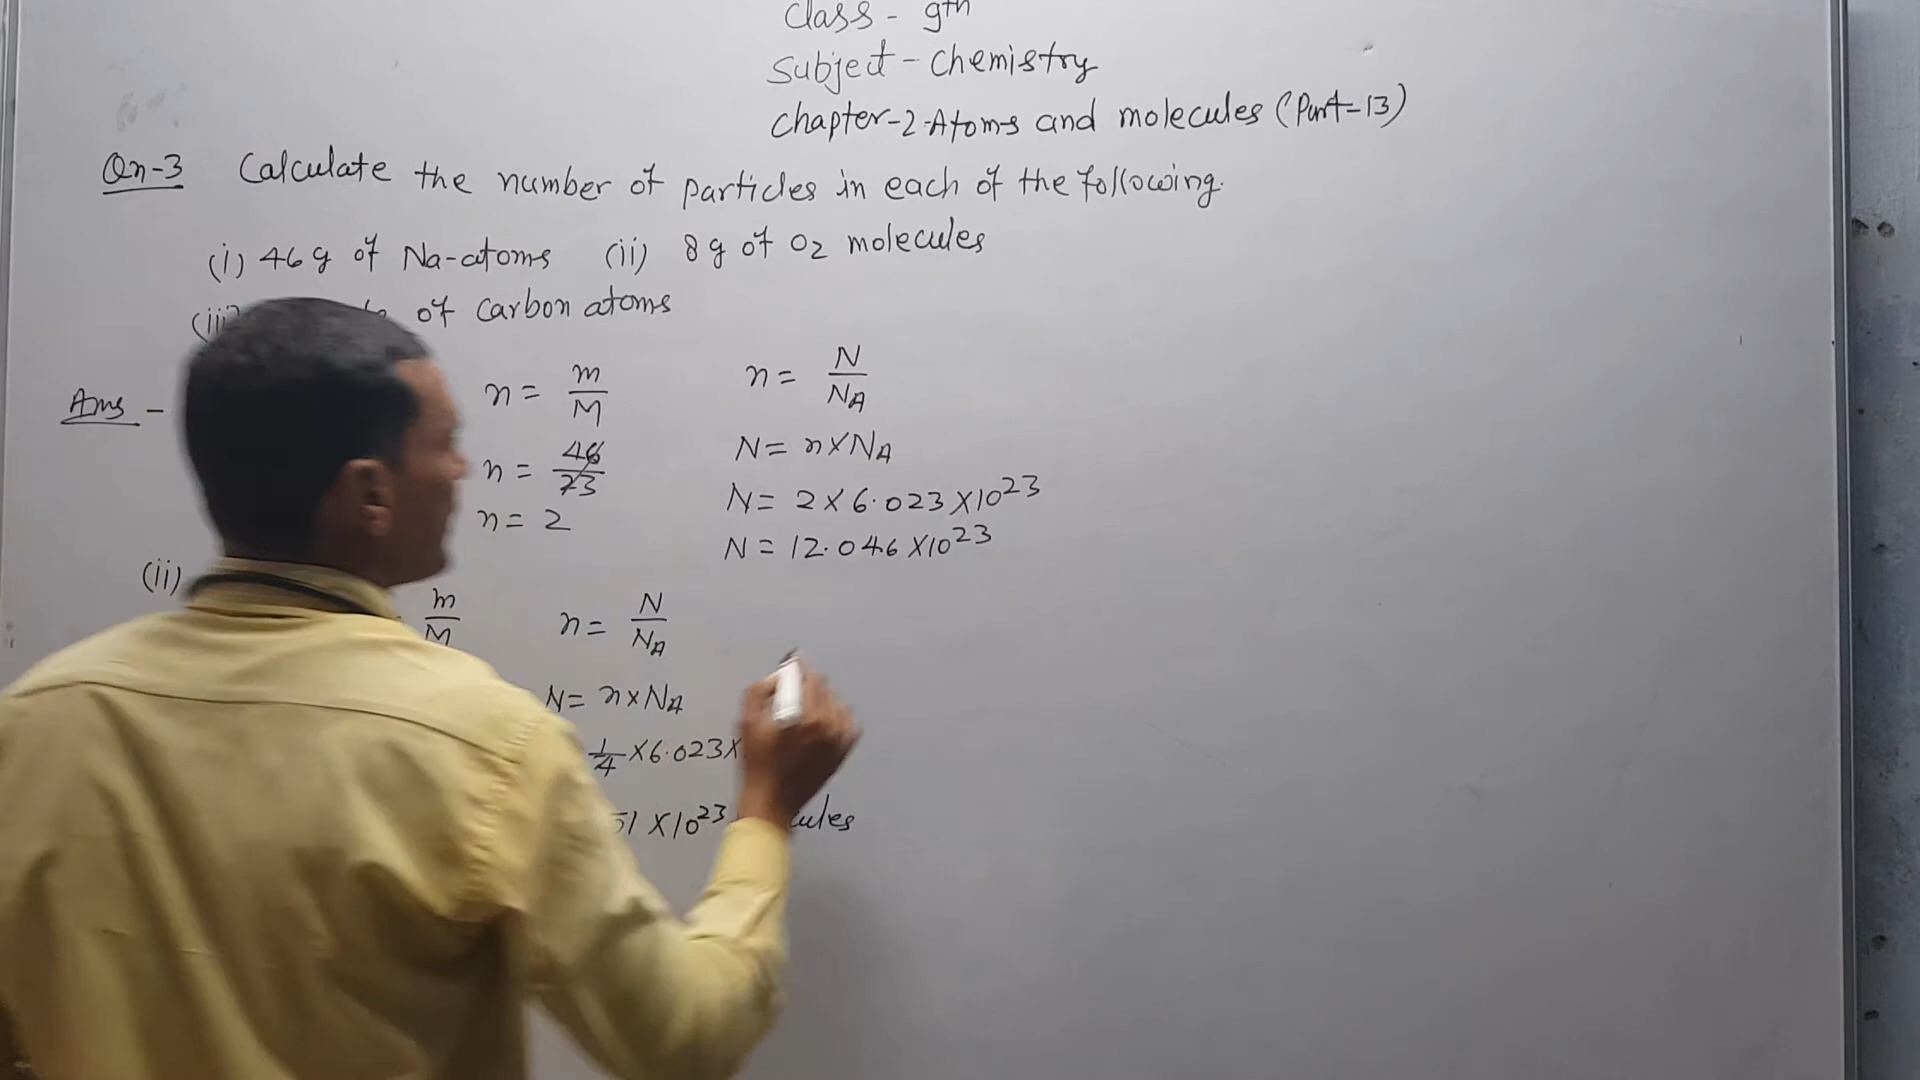 Class - 9th
Subject - Chemistry
Chapter-2-Atoms and molecules (Part-13)
Qn-3 Calculate the number of particles in each of the following.
(i) 46 g of Na-atoms (ii) 8 g of O2 molecules
(iii) of carbon atoms
Ans -
n = m/M
n = N/NA
n = 46/23
N = n×NA
n = 2
N = 2×6.023×10^23
N = 12.046×10^23
(ii)
m/M
n = N/NA
N = n×NA
1/4 ×6.023×
51×10^23